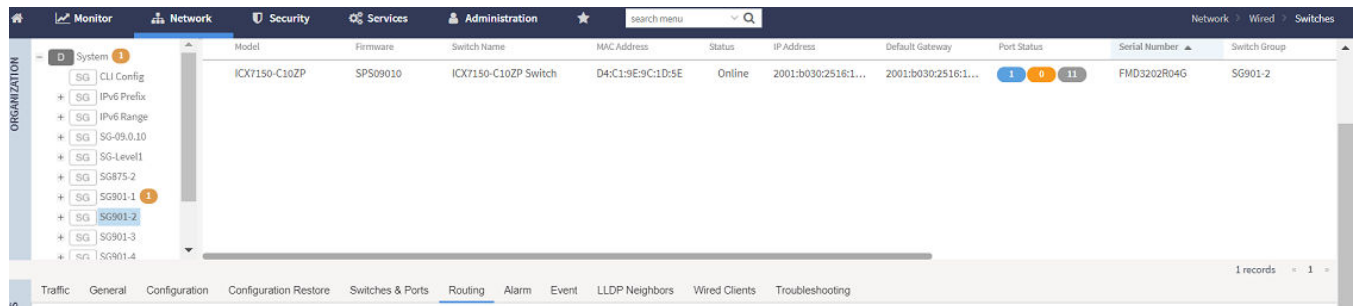 Monitor Network Security Services Administration search menu Network > Wired > Switches
ORGANIZATION
D System 1
SG CLI Config
+ SG IPv6 Prefix
+ SG IPv6 Range
+ SG SG-09.0.10
+ SG SG-Level1
+ SG SG875-2
+ SG SG901-1 1
+ SG SG901-2
+ SG SG901-3
+ SG SG901-4
Model Firmware Switch Name MAC Address Status IP Address Default Gateway Port Status Serial Number Switch Group
ICX7150-C10ZP SPS09010 ICX7150-C10ZP Switch D4:C1:9E:9C:1D:5E Online 2001:b030:2516:1... 2001:b030:2516:1... 1 0 11 FMD3202R04G SG901-2
1 records « 1 »
Traffic General Configuration Configuration Restore Switches & Ports Routing Alarm Event LLDP Neighbors Wired Clients Troubleshooting